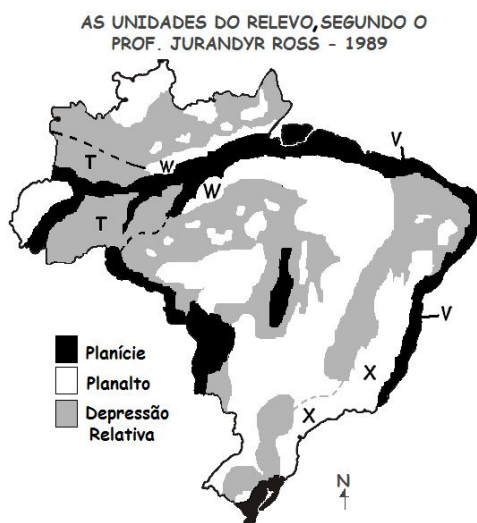 AS UNIDADES DO RELEVO, SEGUNDO O
PROF. JURANDYR ROSS - 1989
V
T
W
W
T
V
X
X
Planície
Planalto
Depressão
Relativa
N